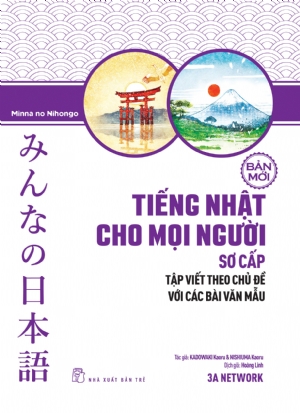 Minna no Nihongo
みんなの日本語
BẢN MỚI
TIẾNG NHẬT
CHO MỌI NGƯỜI
SƠ CẤP
TẬP VIẾT THEO CHỦ ĐỀ
VỚI CÁC BÀI VĂN MẪU
Tác giả: KADOWAKI Kaoru & NISHIUMA Kaoru
Dịch giả: Hoàng Linh
NHÀ XUẤT BẢN TRẺ
3A NETWORK